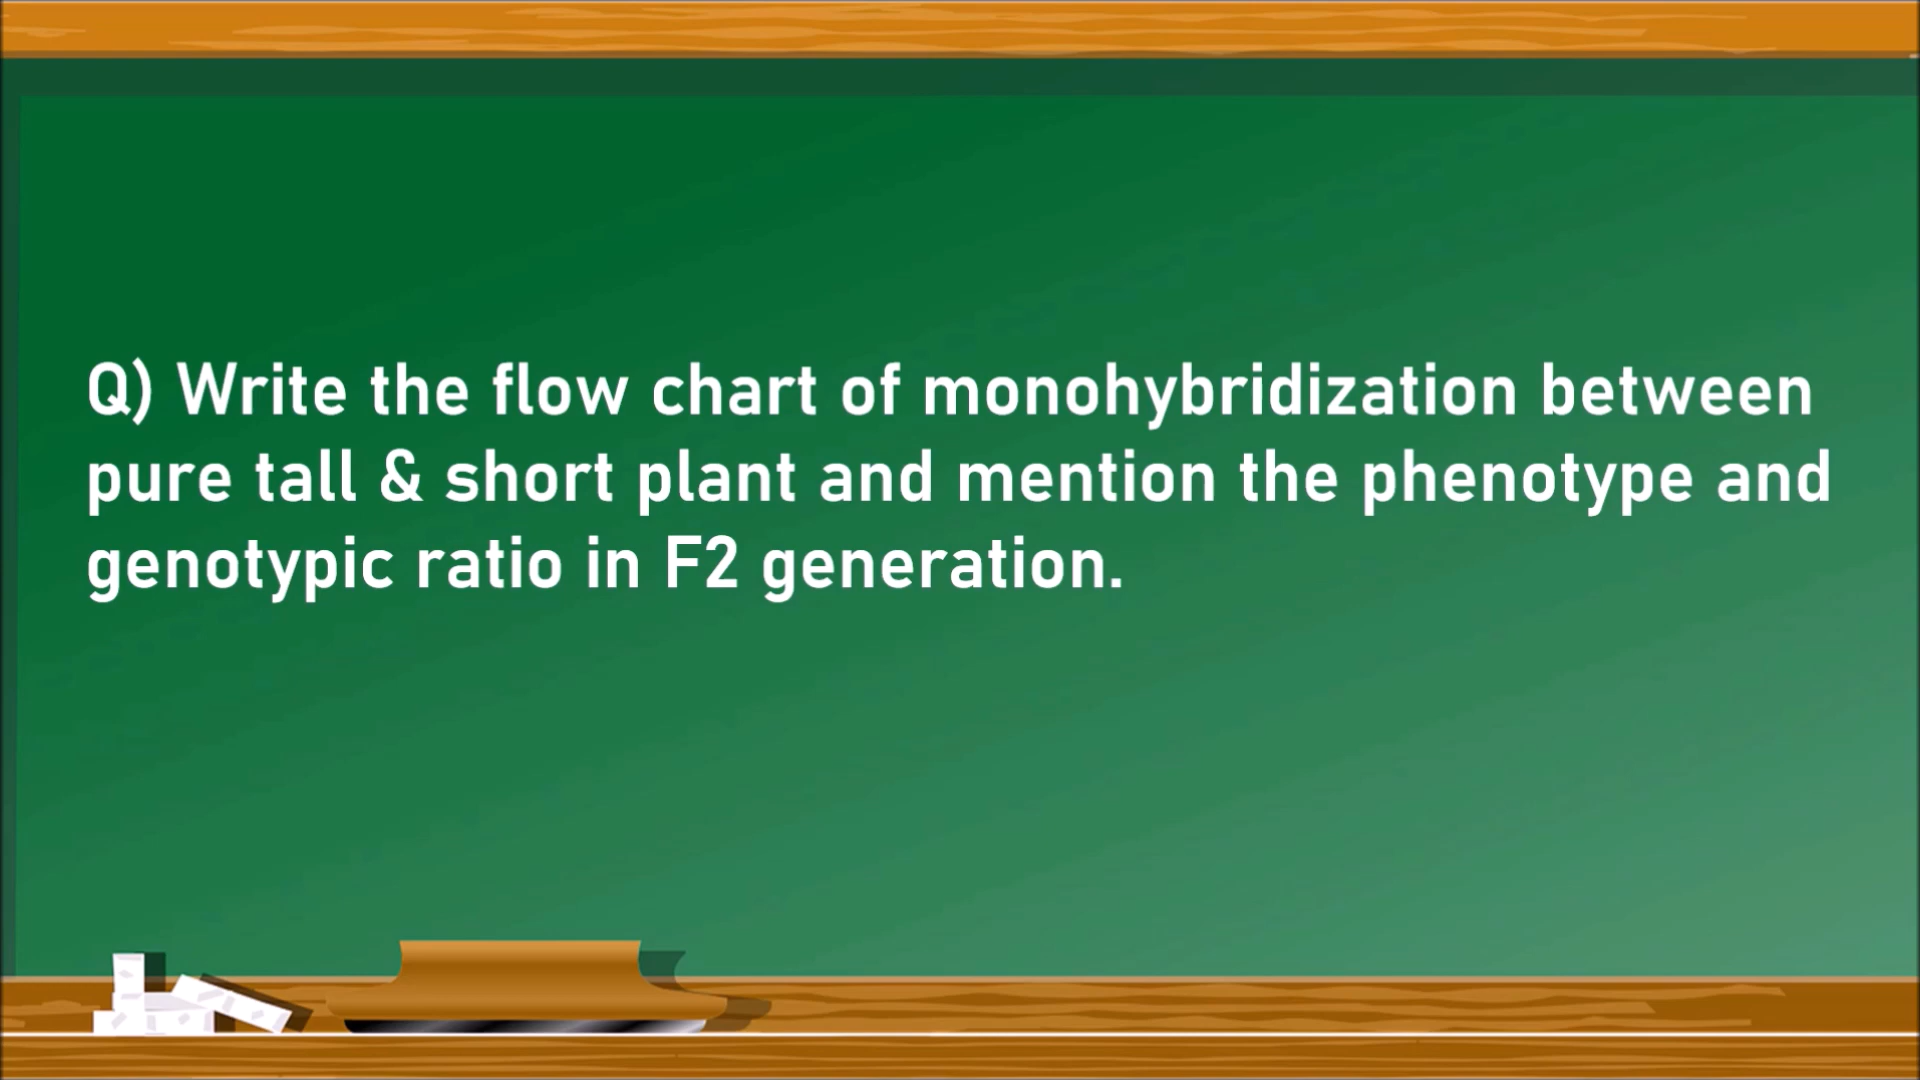 Q) Write the flow chart of monohybridization between
pure tall & short plant and mention the phenotype and
genotypic ratio in F2 generation.